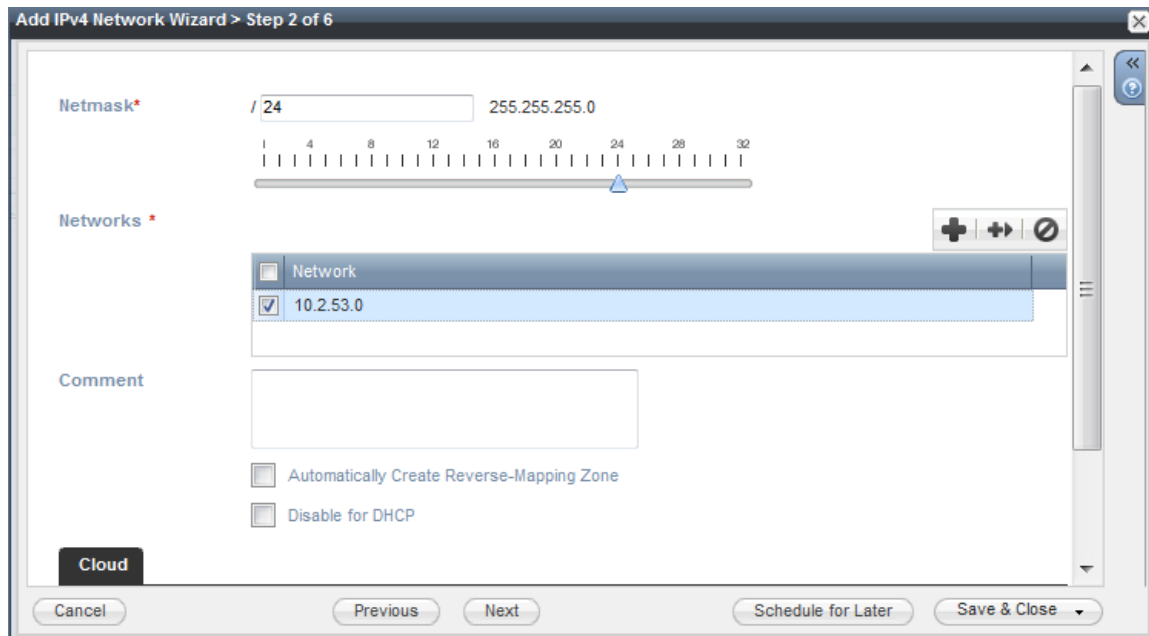 Add IPv4 Network Wizard > Step 2 of 6
Netmask* / 24 255.255.255.0
I 4 8 12 16 20 24 28 32
Networks *
Network
10.2.53.0
Comment
Automatically Create Reverse-Mapping Zone
Disable for DHCP
Cloud
Cancel Previous Next Schedule for Later Save & Close